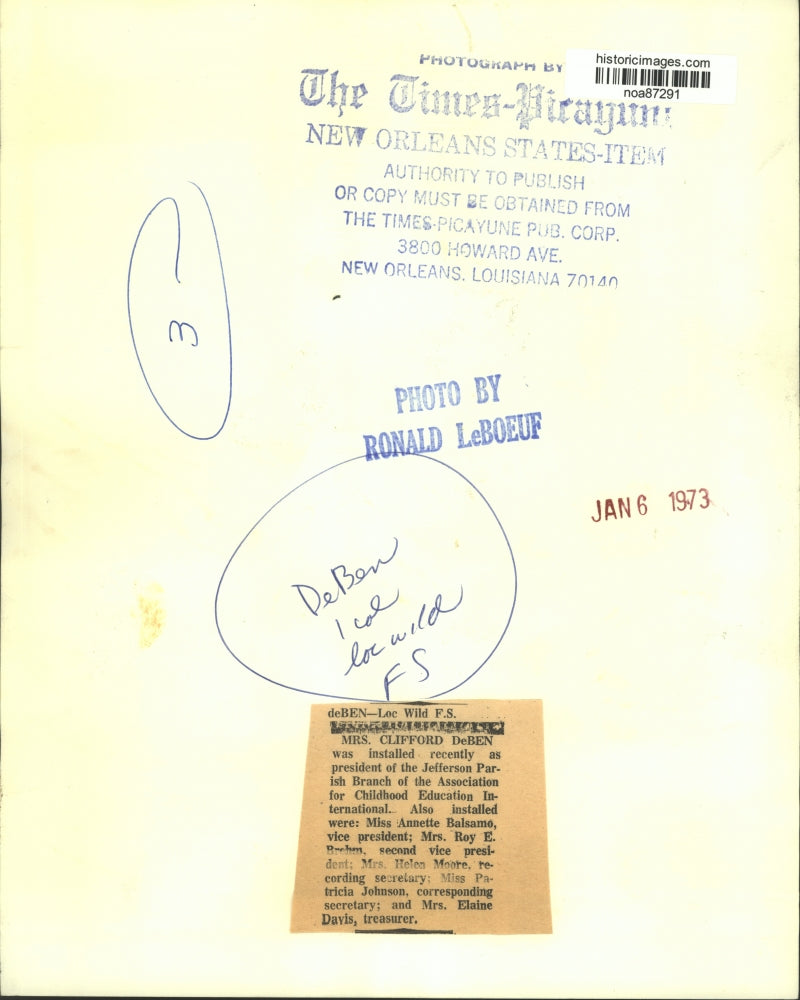 historicimages.com
noa87291
PHOTOGRAPH BY
The Times-Picayune
NEW ORLEANS STATES-ITEM
AUTHORITY TO PUBLISH
OR COPY MUST BE OBTAINED FROM
THE TIMES-PICAYUNE PUB. CORP.
3800 HOWARD AVE.
NEW ORLEANS, LOUISIANA 70140
3
PHOTO BY
RONALD LeBOEUF
JAN 6 1973
DeBen
1 col
loc wild
FS
deBEN—Loc Wild F.S.
MRS. CLIFFORD DeBEN
was installed recently as
president of the Jefferson Par-
ish Branch of the Association
for Childhood Education In-
ternational. Also installed
were: Miss Annette Balsamo,
vice president; Mrs. Roy E.
second vice presi-
dent; Mrs. Helen Moore, re-
cording secretary; Miss Pa-
tricia Johnson, corresponding
secretary; and Mrs. Elaine
Davis, treasurer.